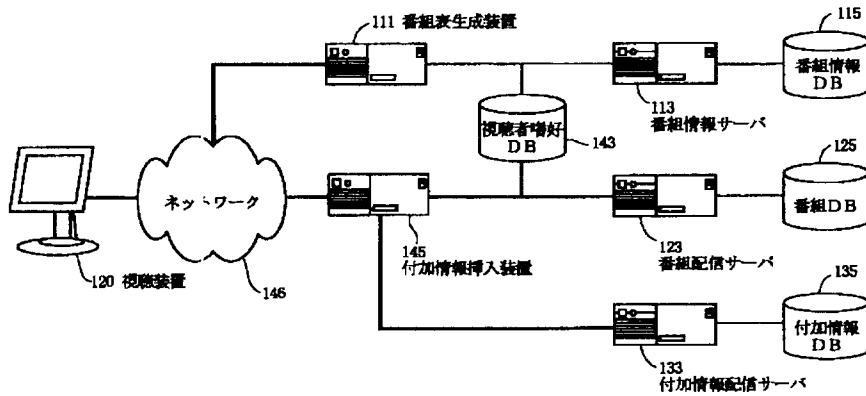 111 番組表生成装置
115
番組情報
DB
113
番組情報サーバ
視聴者嗜好
DB
143
125
番組DB
ネットワーク
145
付加情報挿入装置
123
番組配信サーバ
120 視聴装置
146
135
付加情報
DB
133
付加情報配信サーバ